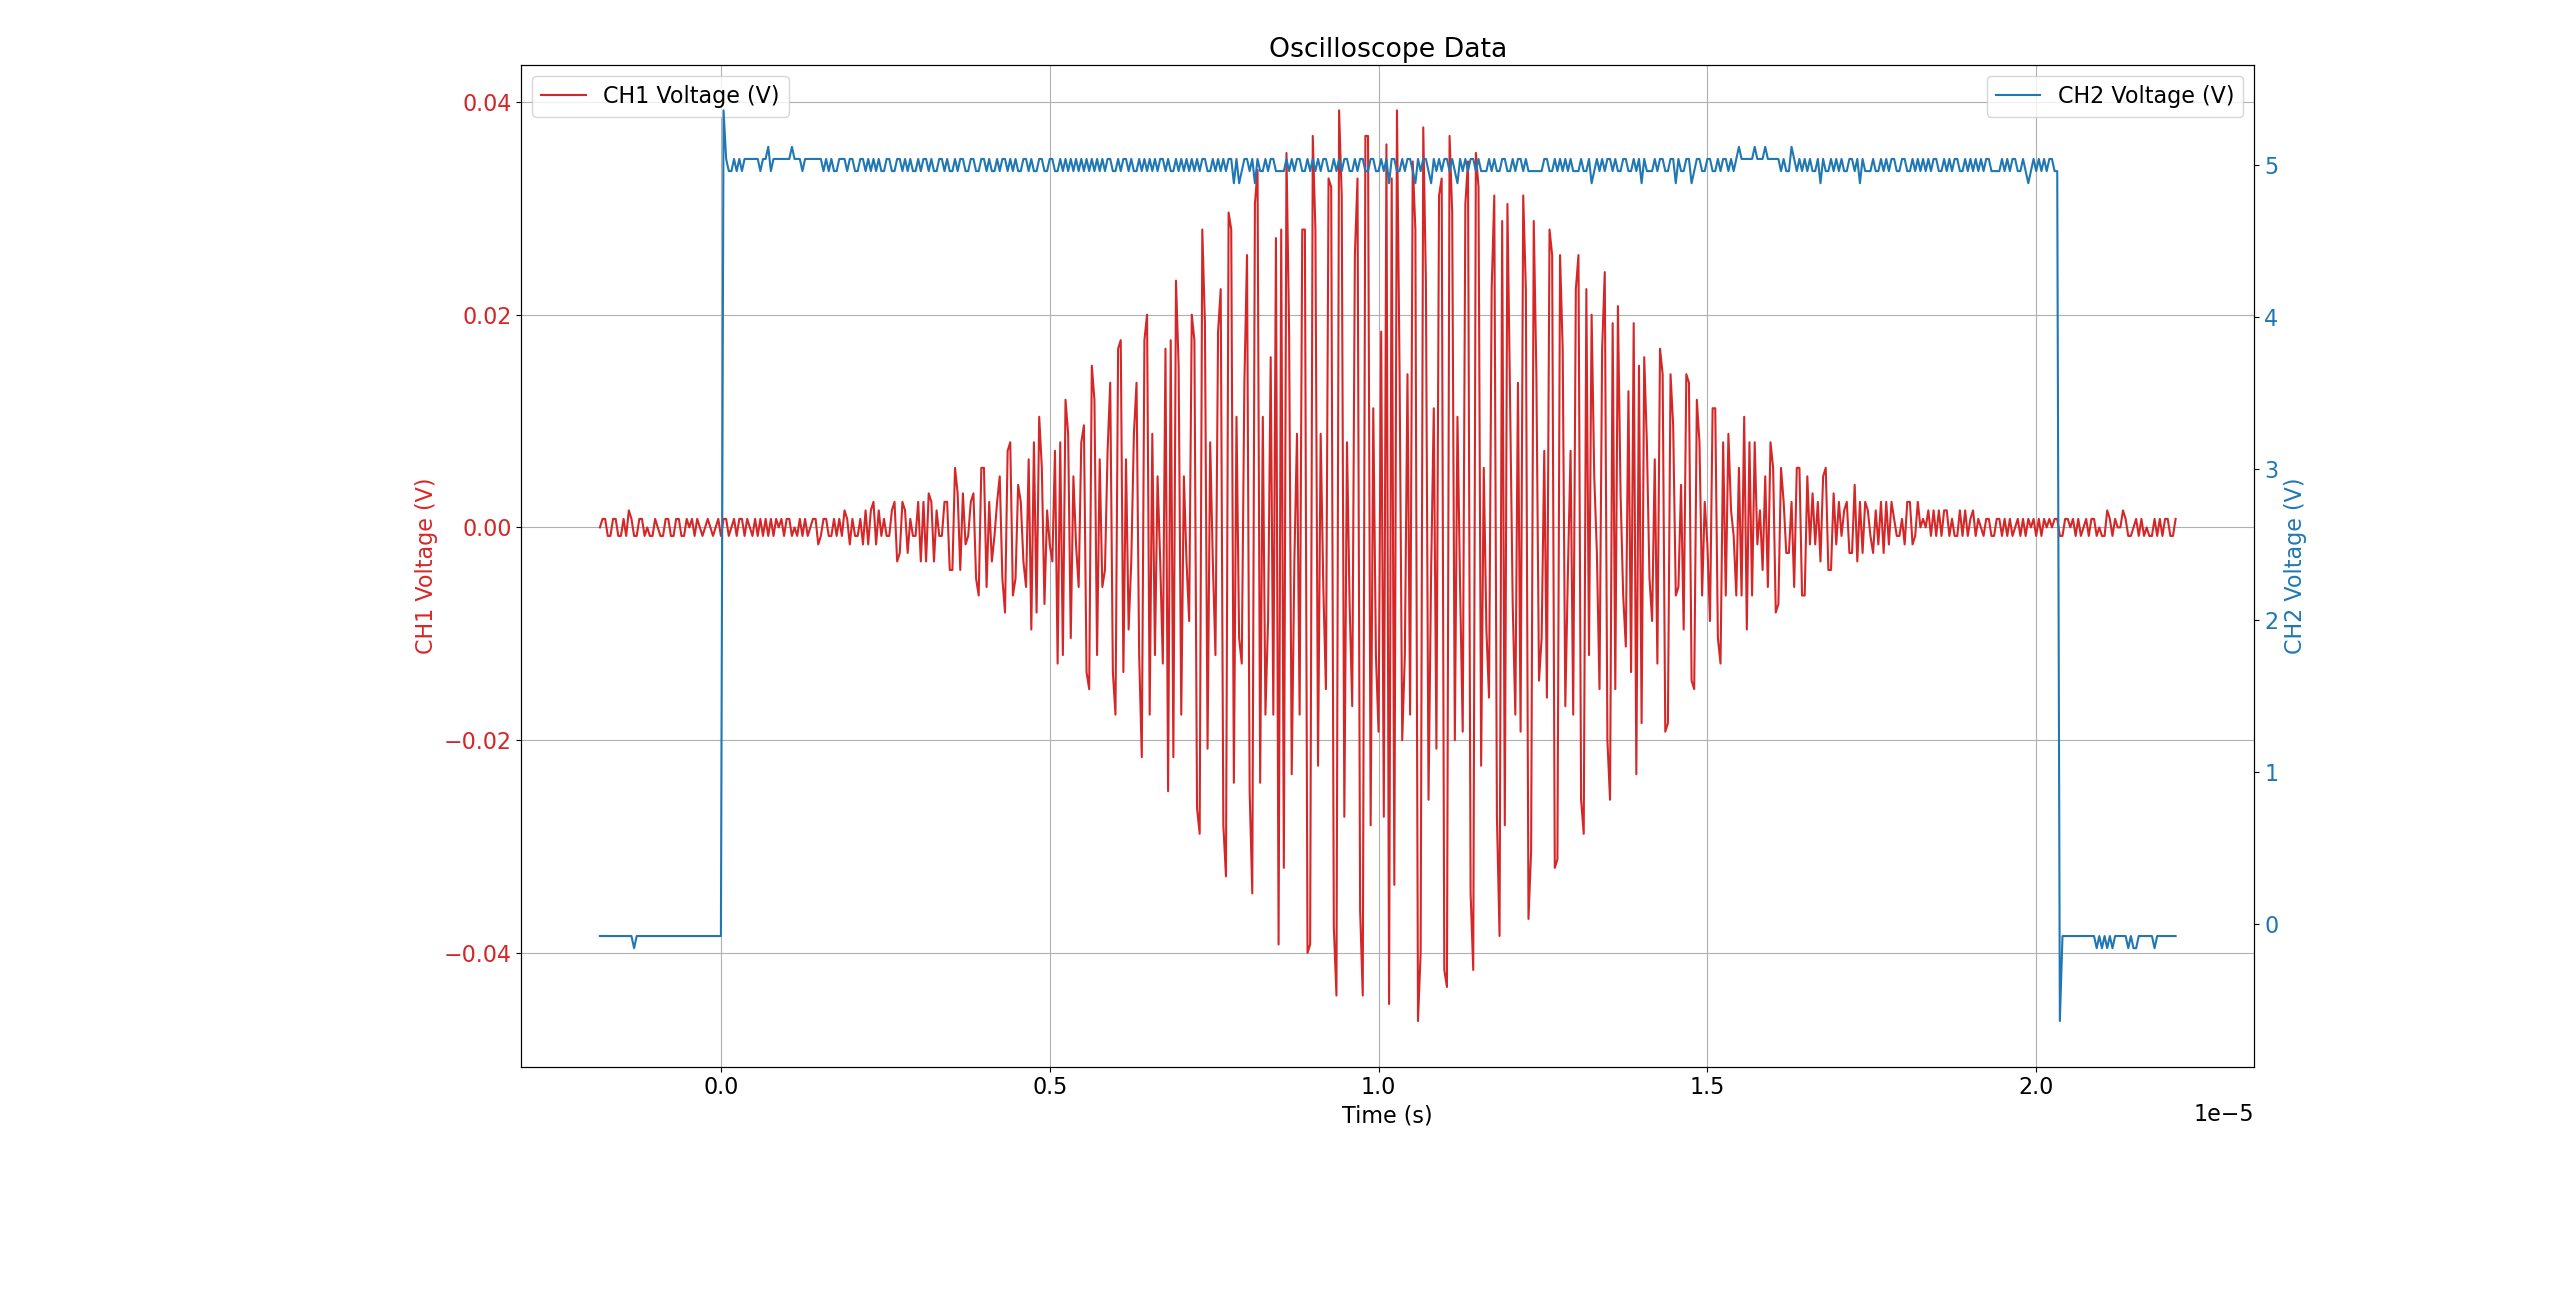 Oscilloscope Data
CH1 Voltage (V)
CH2 Voltage (V)
0.04
0.02
0.00
−0.02
−0.04
CH1 Voltage (V)
5
4
3
2
1
0
CH2 Voltage (V)
0.0 0.5 1.0 1.5 2.0
1e−5
Time (s)